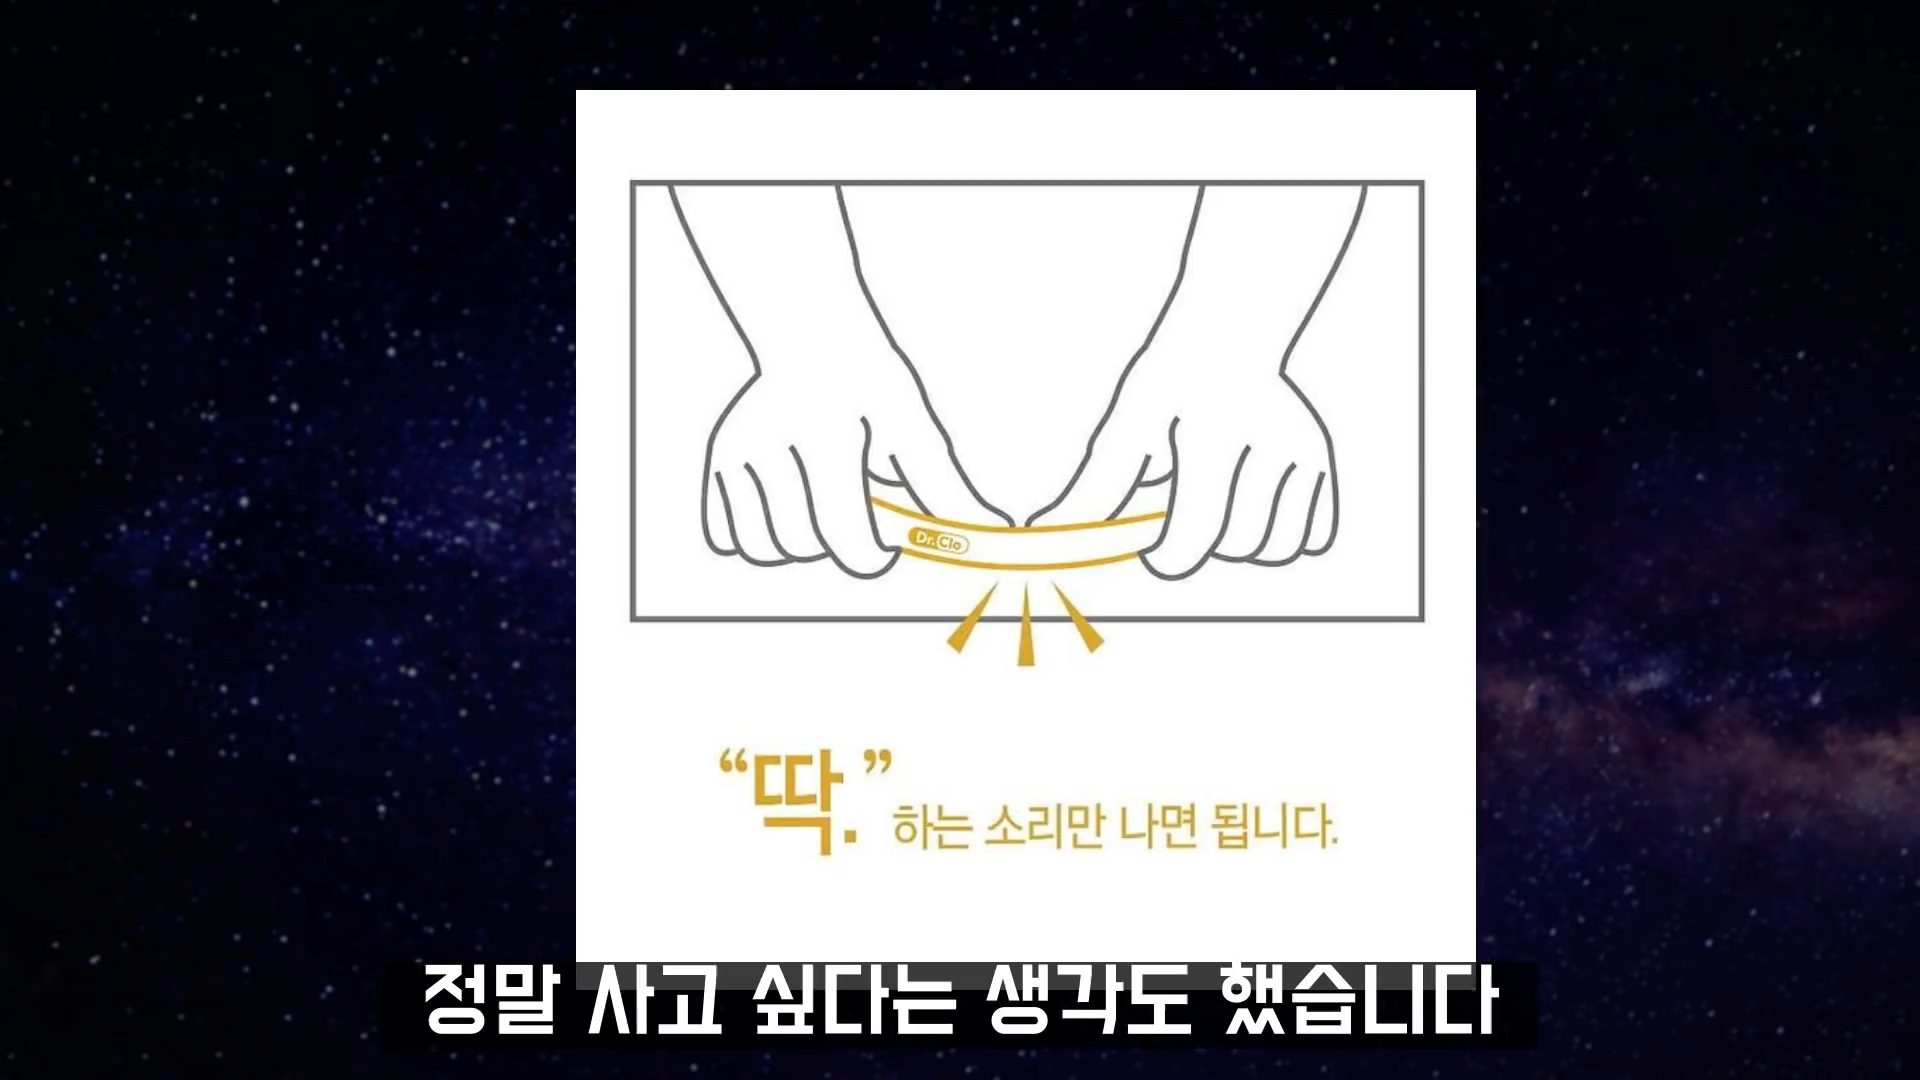 Dr.Clo
“딱.” 하는 소리만 나면 됩니다.
정말 사고 싶다는 생각도 했습니다